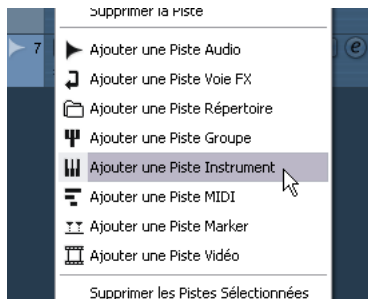 Supprimer la Piste
7
Ajouter une Piste Audio
e
Ajouter une Piste Voie FX
Ajouter une Piste Répertoire
Ajouter une Piste Groupe
Ajouter une Piste Instrument
Ajouter une Piste MIDI
Ajouter une Piste Marker
Ajouter une Piste Vidéo
Supprimer les Pistes Sélectionnées